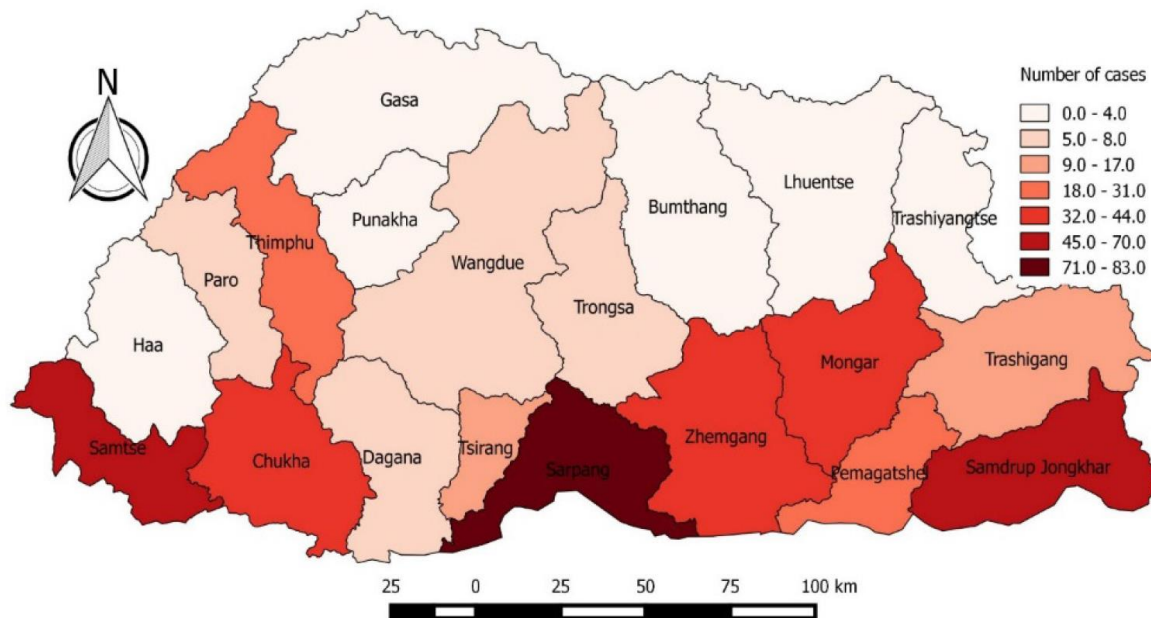 N
Gasa
Number of cases
0.0 - 4.0
5.0 - 8.0
9.0 - 17.0
18.0 - 31.0
32.0 - 44.0
45.0 - 70.0
71.0 - 83.0
Lhuentse
Punakha
Bumthang
Trashiyangtse
Thimphu
Wangdue
Paro
Trongsa
Haa
Mongar
Trashigang
Zhemgang
Samtse
Chukha
Dagana
Tsirang
Sarpang
Pemagatshel
Samdrup Jongkhar
25 0 25 50 75 100 km